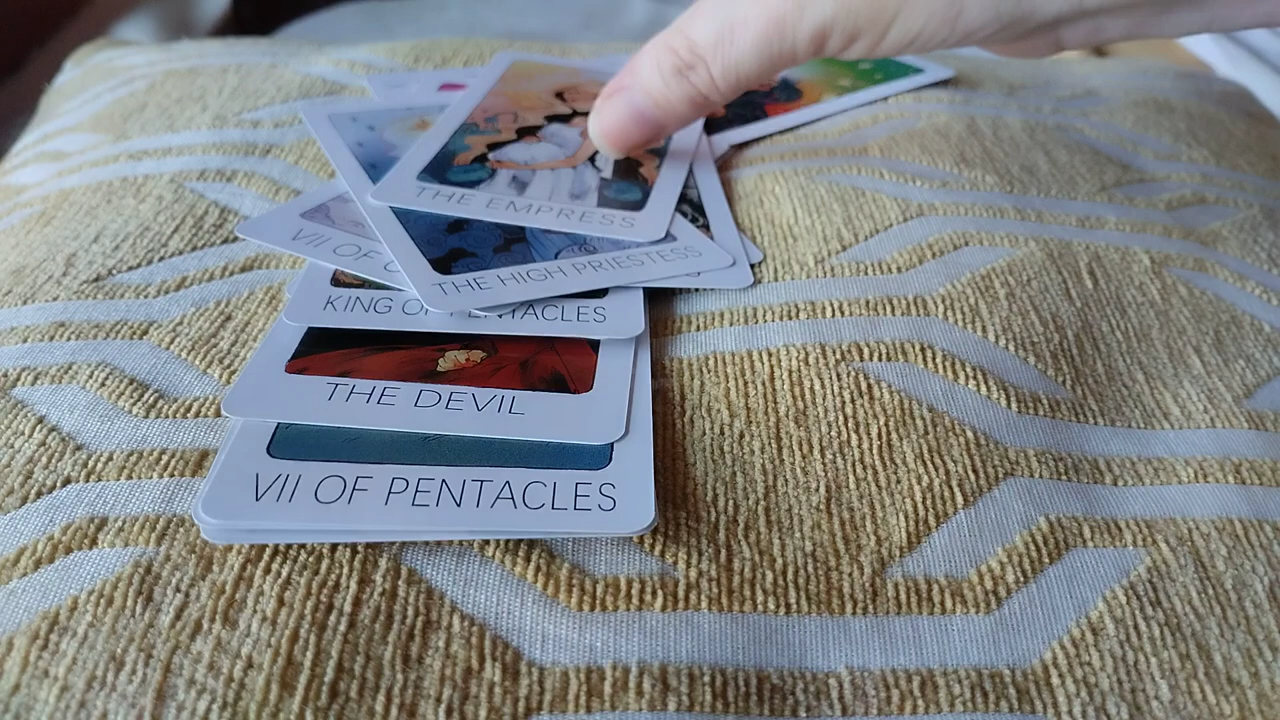 THE EMPRESS
THE HIGH PRIESTESS
VII OF
KING OF PENTACLES
THE DEVIL
VII OF PENTACLES